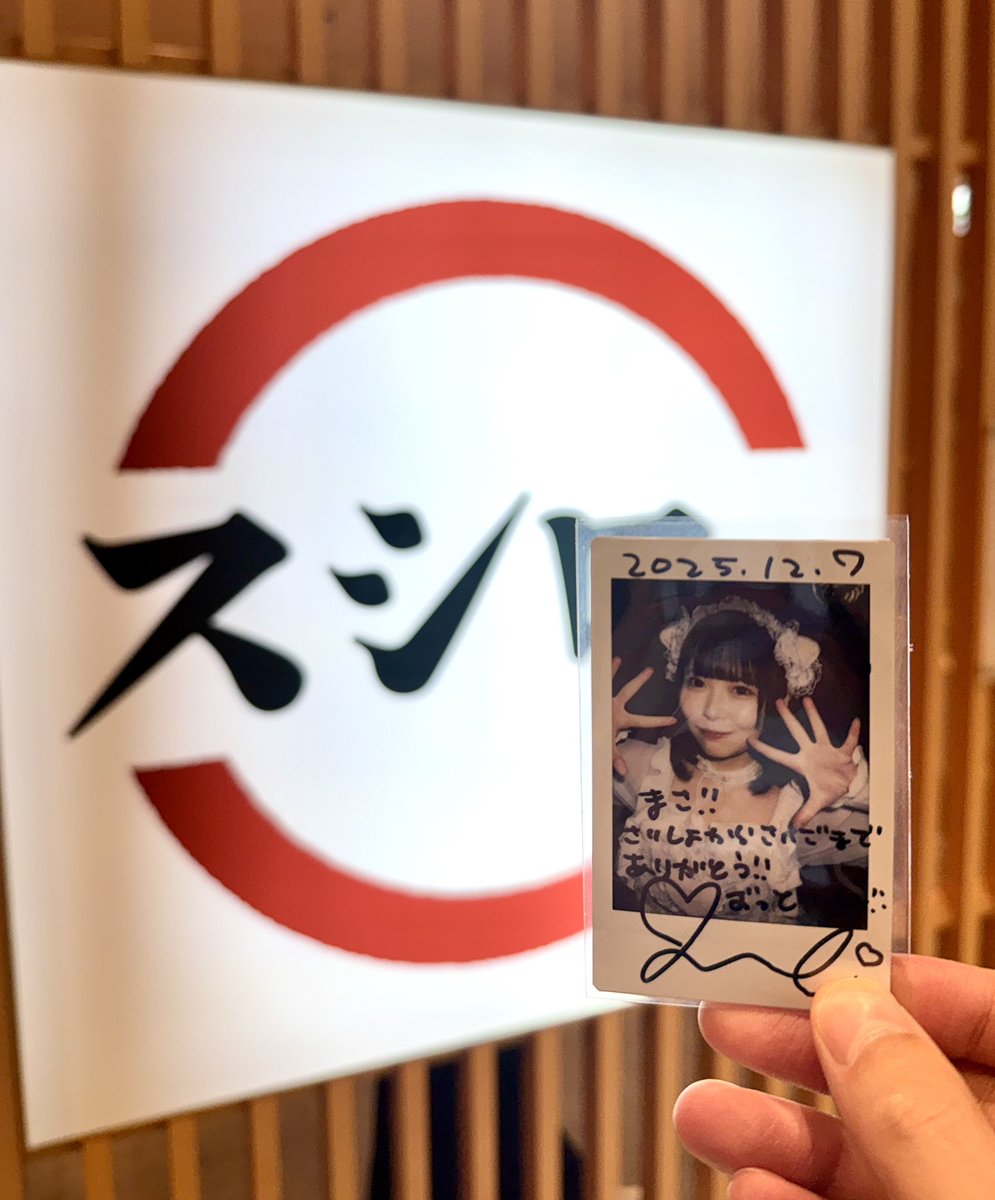 スシロ
2025.12.7
まさ!!
さいしょからさいごまで
ありがとう!!
ずっと